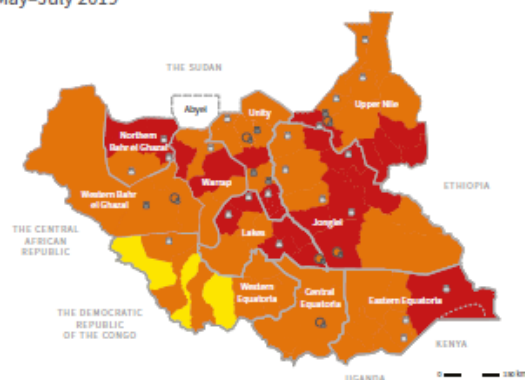 May–July 2019
THE SUDAN
Abyei
Unity
Upper Nile
Northern
Bahr el Ghazal
Warrap
Western Bahr
el Ghazal
ETHIOPIA
Jonglei
Lakes
THE CENTRAL
AFRICAN
REPUBLIC
Western
Equatoria
Central
Equatoria
Eastern Equatoria
THE DEMOCRATIC
REPUBLIC
OF THE CONGO
KENYA
UGANDA
0